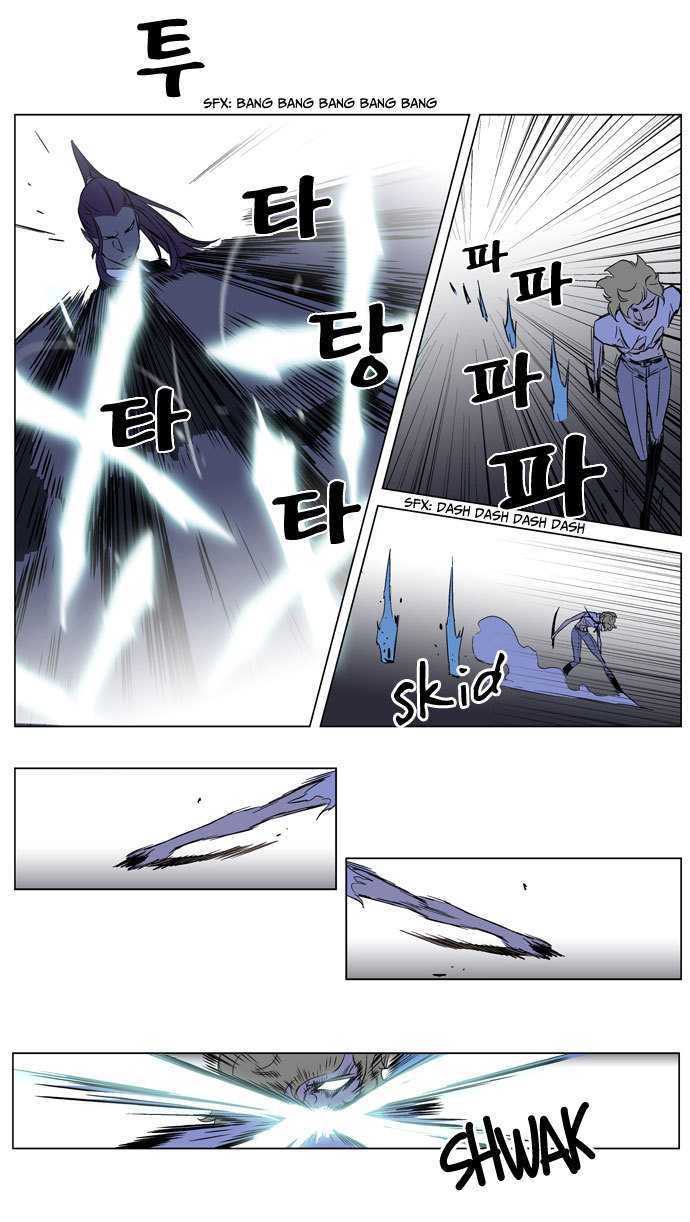 투
SFX: BANG BANG BANG BANG BANG
타
탕
타
타
파
파
파
파
SFX: DASH DASH DASH DASH
skid
SHWAK